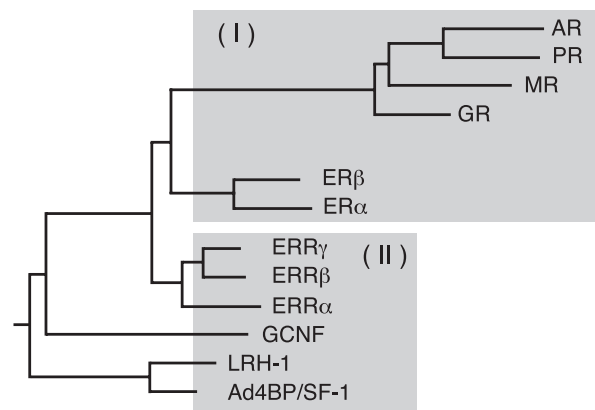 ( I )
AR
PR
MR
GR
ERβ
ERα
ERRγ
( II )
ERRβ
ERRα
GCNF
LRH-1
Ad4BP/SF-1